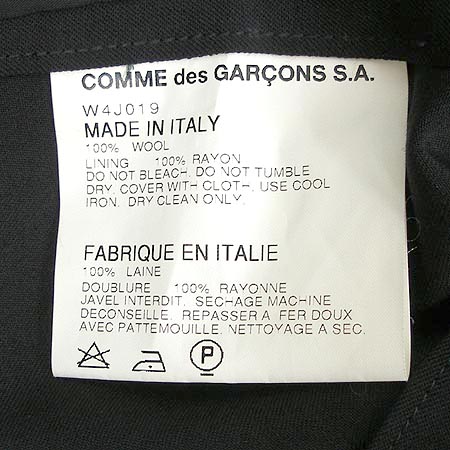 COMME des GARÇONS S.A.
W4J019
MADE IN ITALY
100% WOOL
LINING 100% RAYON
DO NOT BLEACH. DO NOT TUMBLE
DRY. COVER WITH CLOTH. USE COOL
IRON. DRY CLEAN ONLY.
FABRIQUE EN ITALIE
100% LAINE
DOUBLURE 100% RAYONNE
JAVEL INTERDIT. SECHAGE MACHINE
DECONSEILLE. REPASSER A FER DOUX
AVEC PATTEMOUILLE. NETTOYAGE A SEC.
P